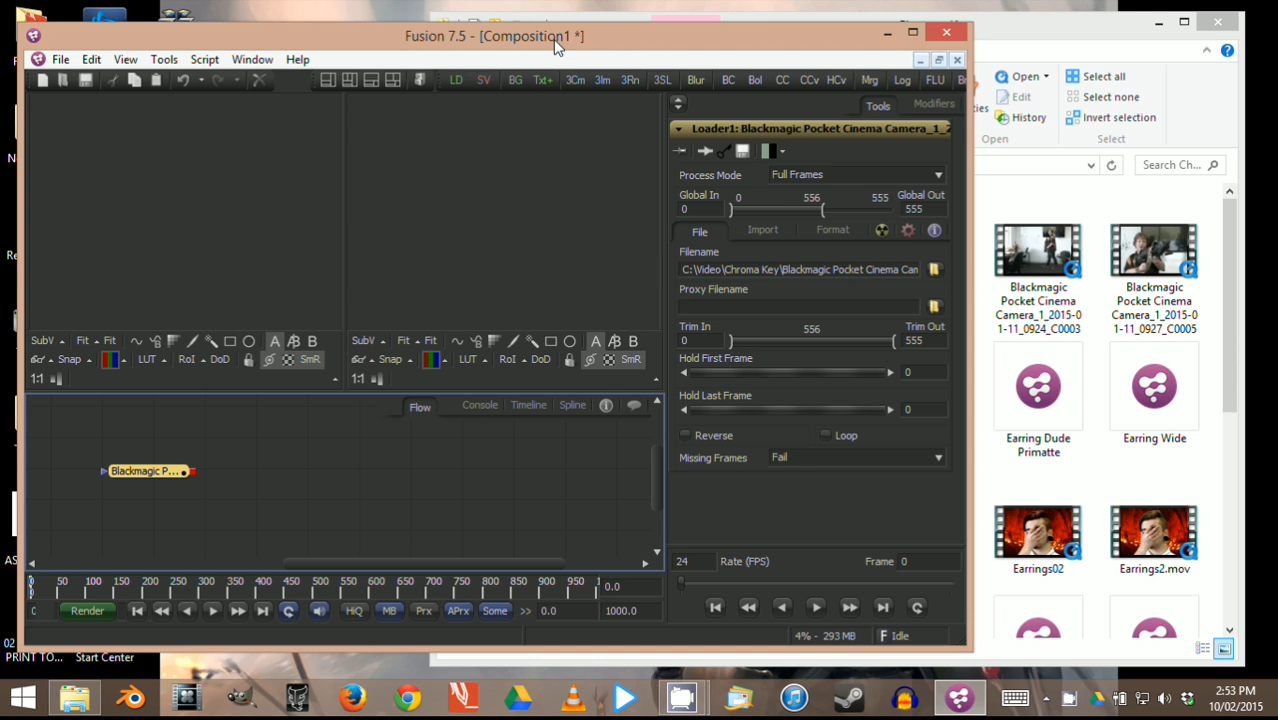 Fusion 7.5 - [Composition1 *]
File Edit View Tools Script Window Help
LD SV BG Txt+ 3Cm 3Im 3Rn 3SL Blur BC Bol CC CCv HCv Mrg Log FLU
Tools Modifiers
Loader1: Blackmagic Pocket Cinema Camera_1_2
Process Mode Full Frames
Global In 0 556 555 Global Out
0 555
File Import Format
Filename
C:\Video\Chroma Key\Blackmagic Pocket Cinema Cam
Proxy Filename
Trim In 556 Trim Out
0 555
Hold First Frame
0
Hold Last Frame
0
Reverse Loop
Missing Frames Fail
SubV Fit Fit A B
Snap LUT RoI DoD SmR
1:1
SubV Fit Fit A B
Snap LUT RoI DoD SmR
1:1
Flow Console Timeline Spline
Blackmagic P...
0 50 100 150 200 250 300 350 400 450 500 550 600 650 700 750 800 850 900 950 1 0.0
Render HiQ MB Prx APrx Some >> 0.0 1000.0
24 Rate (FPS) Frame 0
4% - 293 MB Idle
Open Select all
Edit Select none
History Invert selection
Open Select
Search Ch...
Blackmagic Pocket Cinema Camera_1_2015-01-11_0924_C0003
Blackmagic Pocket Cinema Camera_1_2015-01-11_0927_C0005
Earring Dude Primatte
Earring Wide
Earrings02
Earrings2.mov
PRINT TO...
Start Center
2:53 PM
10/02/2015